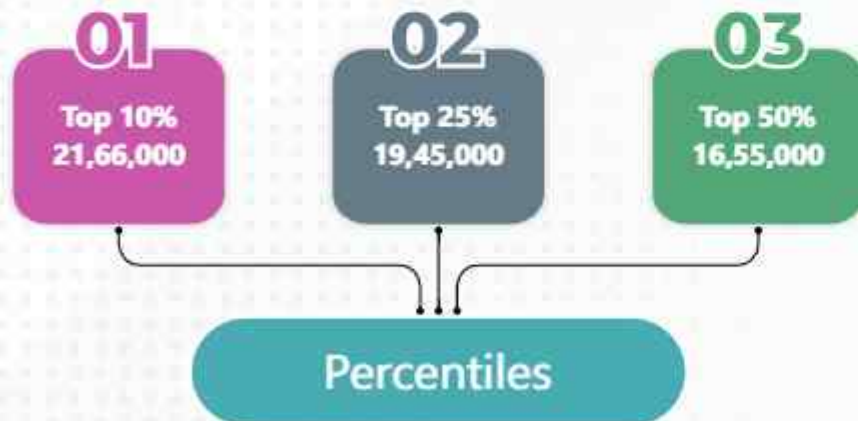 01
Top 10%
21,66,000
02
Top 25%
19,45,000
03
Top 50%
16,55,000
Percentiles